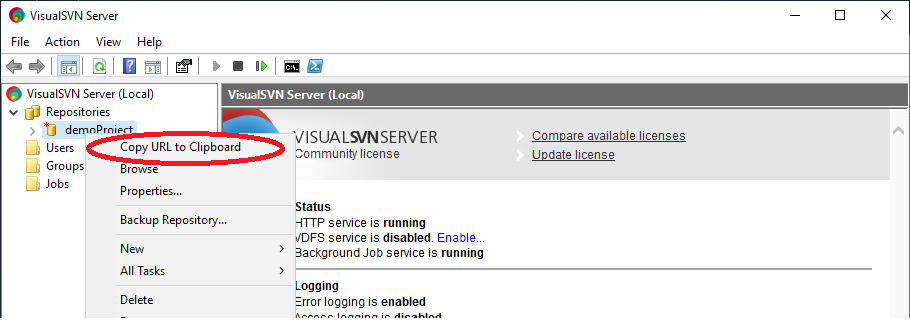 VisualSVN Server
File Action View Help
VisualSVN Server (Local)
Repositories
demoProject
Users
Groups
Jobs
Copy URL to Clipboard
Browse
Properties...
Backup Repository...
New
All Tasks
Delete
VisualSVN Server (Local)
VISUALSVNSERVER
Community license
Compare available licenses
Update license
Status
HTTP service is running
VDFS service is disabled. Enable...
Background Job service is running
Logging
Error logging is enabled
Access logging is disabled